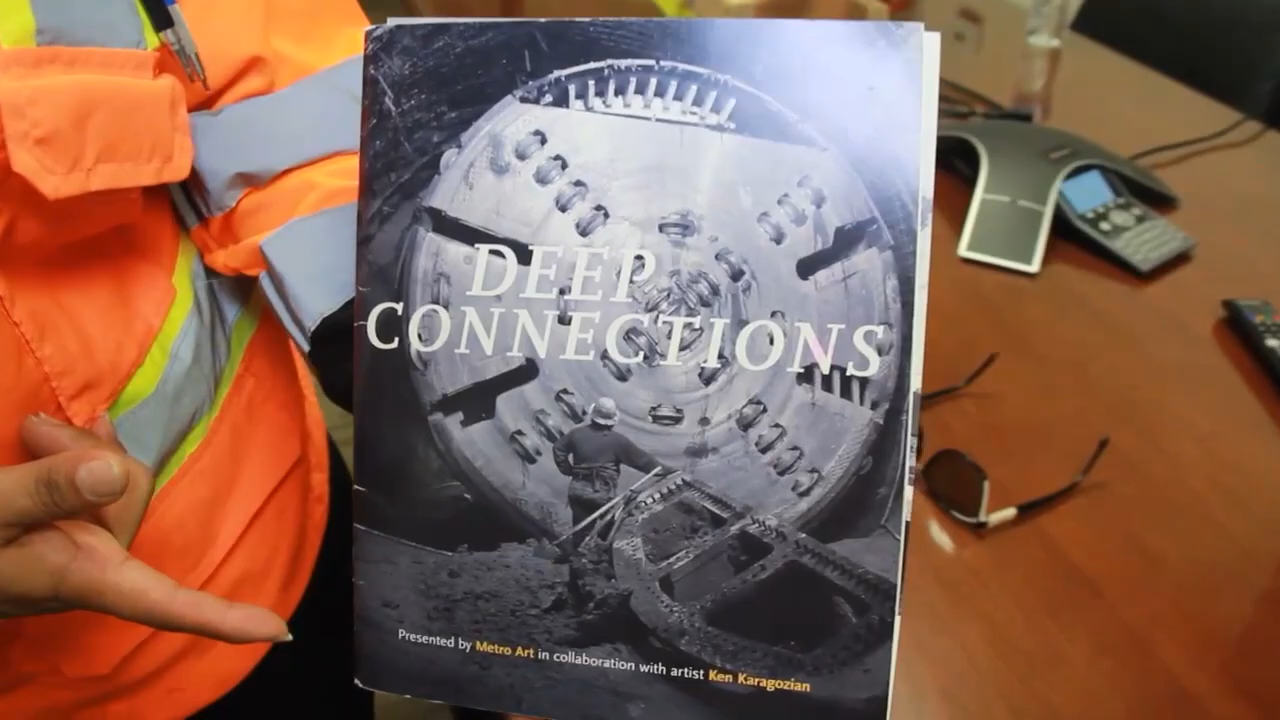 DEEP
CONNECTIONS
Presented by Metro Art in collaboration with artist Ken Karagozian